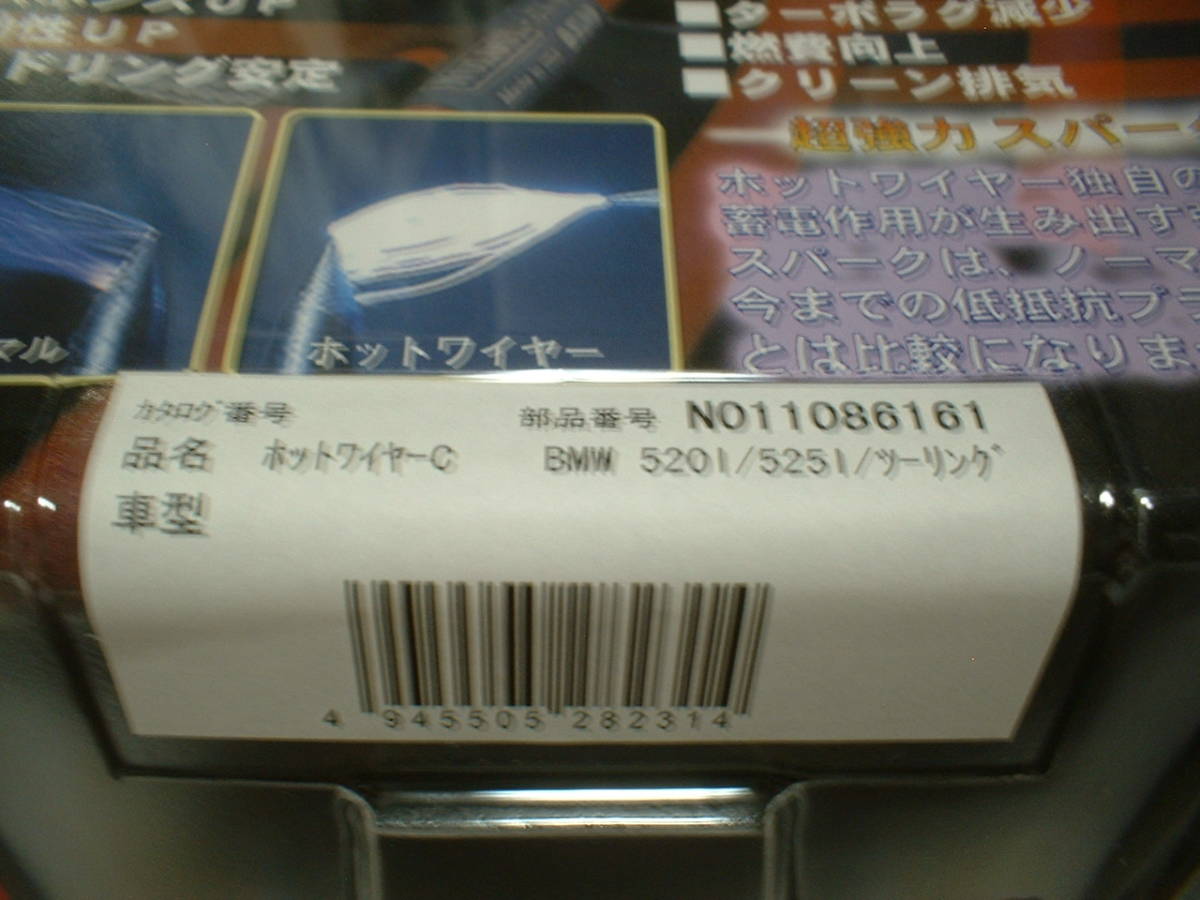 性UP
ドリング安定
■ターボラグ減少
■燃費向上
■クリーン排気
超強力スパー
ホットワイヤー独自の
蓄電作用が生み出す
スパークは、ノーマ
今までの低抵抗プラ
とは比較になりま
マル
ホットワイヤー
ｶﾀﾛｸﾞ番号 部品番号 N011086161
品名 ﾎｯﾄﾜｲﾔｰC BMW 520I/525I/ﾂｰﾘﾝｸﾞ
車型
4 945505 282314